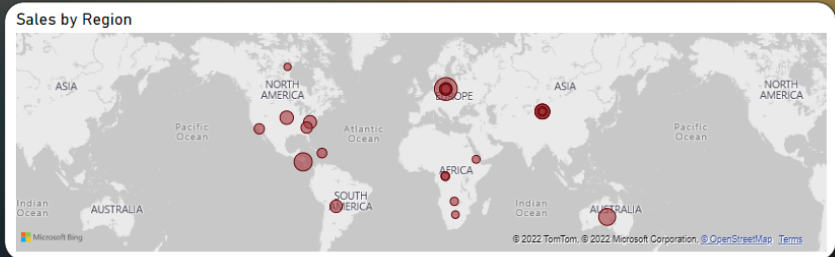 Sales by Region
ASIA
NORTH
AMERICA
EUROPE
ASIA
NORTH
AMERICA
Pacific
Ocean
Atlantic
Ocean
Pacific
Ocean
AFRICA
SOUTH
AMERICA
Indian
Ocean
AUSTRALIA
Indian
Ocean
AUSTRALIA
Microsoft Bing
© 2022 TomTom, © 2022 Microsoft Corporation, © OpenStreetMap Terms